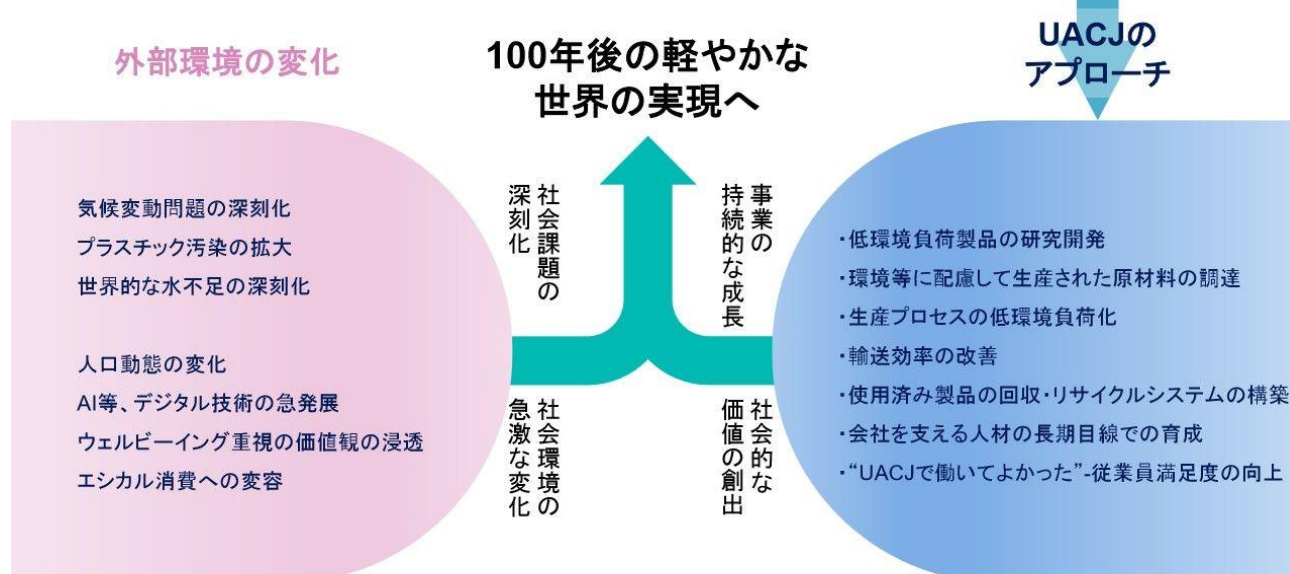 外部環境の変化
100年後の軽やかな
世界の実現へ
UACJの
アプローチ
気候変動問題の深刻化
プラスチック汚染の拡大
世界的な水不足の深刻化
人口動態の変化
AI等、デジタル技術の急発展
ウェルビーイング重視の価値観の浸透
エシカル消費への変容
社会課題の
深刻化
社会環境の
急激な変化
事業の
持続的な成長
社会的な
価値の創出
・低環境負荷製品の研究開発
・環境等に配慮して生産された原材料の調達
・生産プロセスの低環境負荷化
・輸送効率の改善
・使用済み製品の回収・リサイクルシステムの構築
・会社を支える人材の長期目線での育成
・“UACJで働いてよかった”-従業員満足度の向上